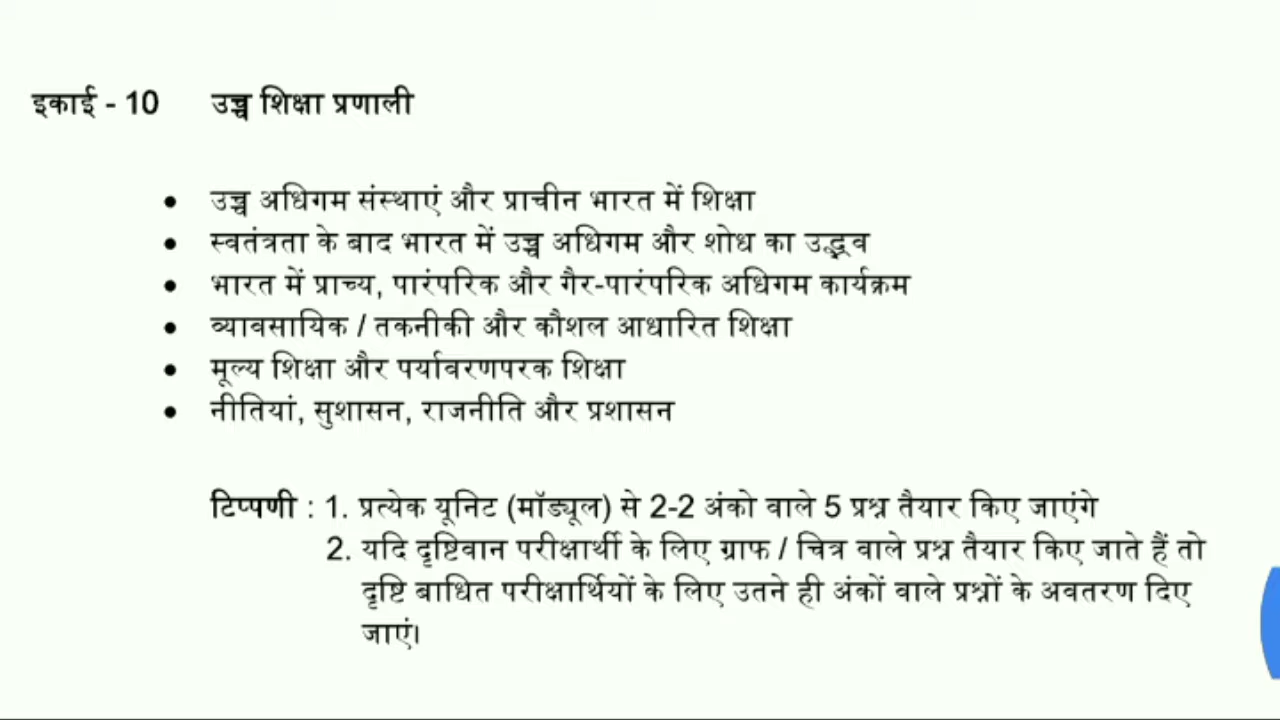 इकाई - 10 उच्च शिक्षा प्रणाली
• उच्च अधिगम संस्थाएं और प्राचीन भारत में शिक्षा
• स्वतंत्रता के बाद भारत में उच्च अधिगम और शोध का उद्भव
• भारत में प्राच्य, पारंपरिक और गैर-पारंपरिक अधिगम कार्यक्रम
• व्यावसायिक / तकनीकी और कौशल आधारित शिक्षा
• मूल्य शिक्षा और पर्यावरणपरक शिक्षा
• नीतियां, सुशासन, राजनीति और प्रशासन
टिप्पणी : 1. प्रत्येक यूनिट (मॉड्यूल) से 2-2 अंको वाले 5 प्रश्न तैयार किए जाएंगे
2. यदि दृष्टिवान परीक्षार्थी के लिए ग्राफ / चित्र वाले प्रश्न तैयार किए जाते हैं तो
दृष्टि बाधित परीक्षार्थियों के लिए उतने ही अंकों वाले प्रश्नों के अवतरण दिए
जाएं।